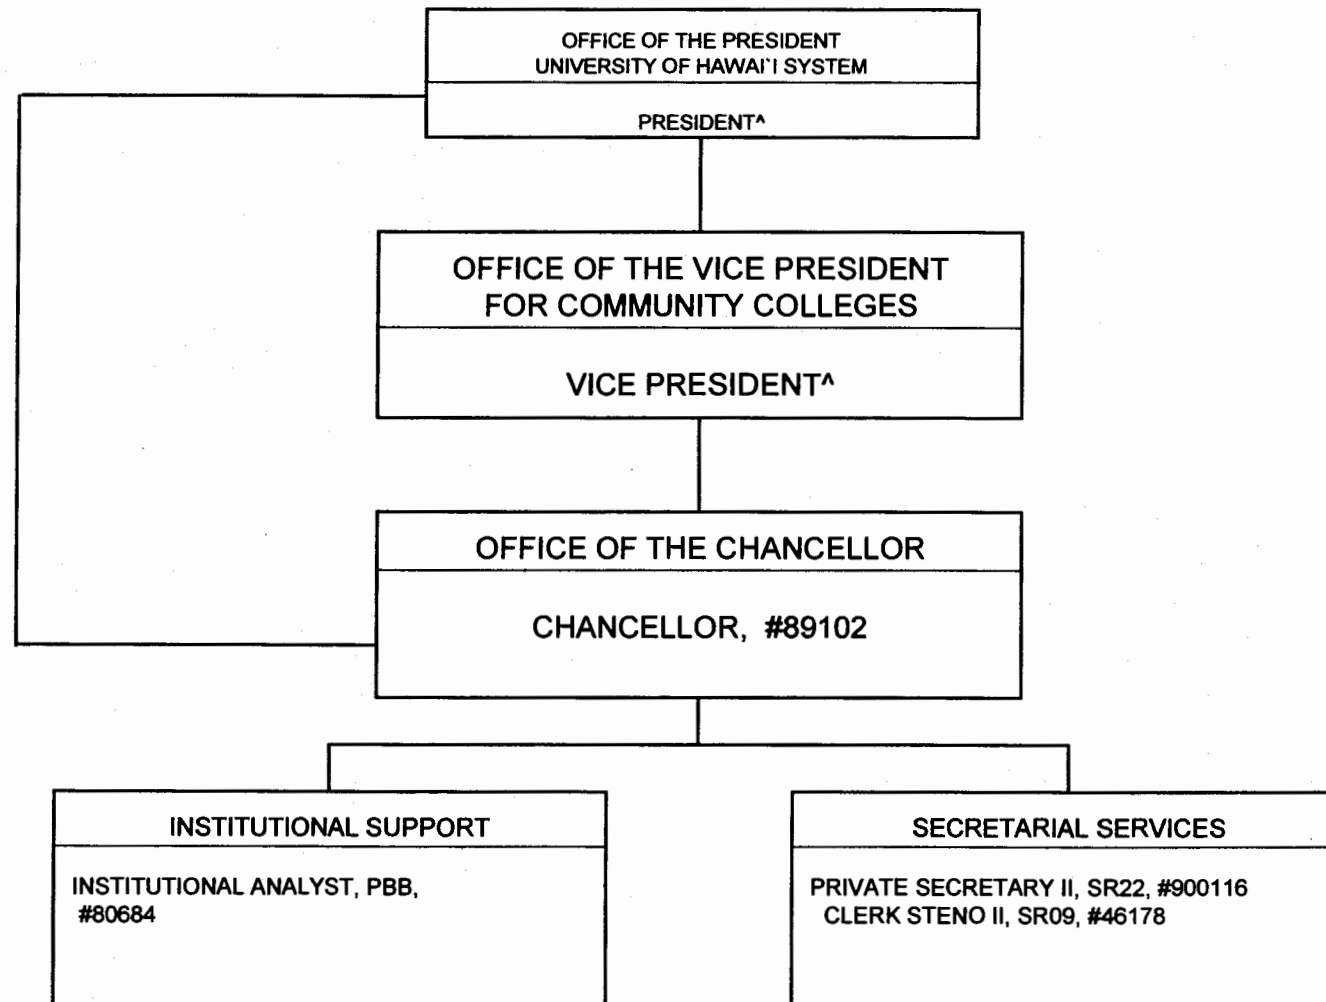 OFFICE OF THE PRESIDENT
UNIVERSITY OF HAWAI`I SYSTEM
PRESIDENT^
OFFICE OF THE VICE PRESIDENT
FOR COMMUNITY COLLEGES
VICE PRESIDENT^
OFFICE OF THE CHANCELLOR
CHANCELLOR, #89102
INSTITUTIONAL SUPPORT
INSTITUTIONAL ANALYST, PBB,
#80684
SECRETARIAL SERVICES
PRIVATE SECRETARY II, SR22, #900116
CLERK STENO II, SR09, #46178